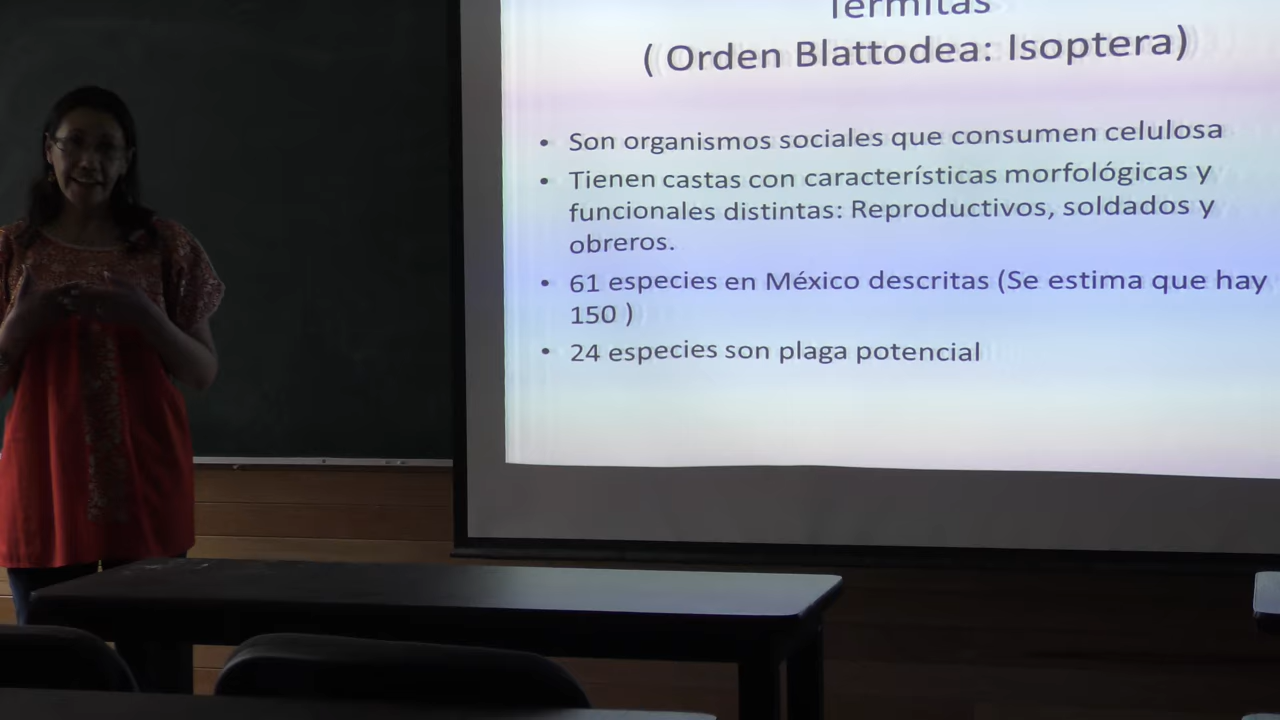 Termitas
( Orden Blattodea: Isoptera)
• Son organismos sociales que consumen celulosa
• Tienen castas con características morfológicas y
funcionales distintas: Reproductivos, soldados y
obreros.
• 61 especies en México descritas (Se estima que hay
150 )
• 24 especies son plaga potencial